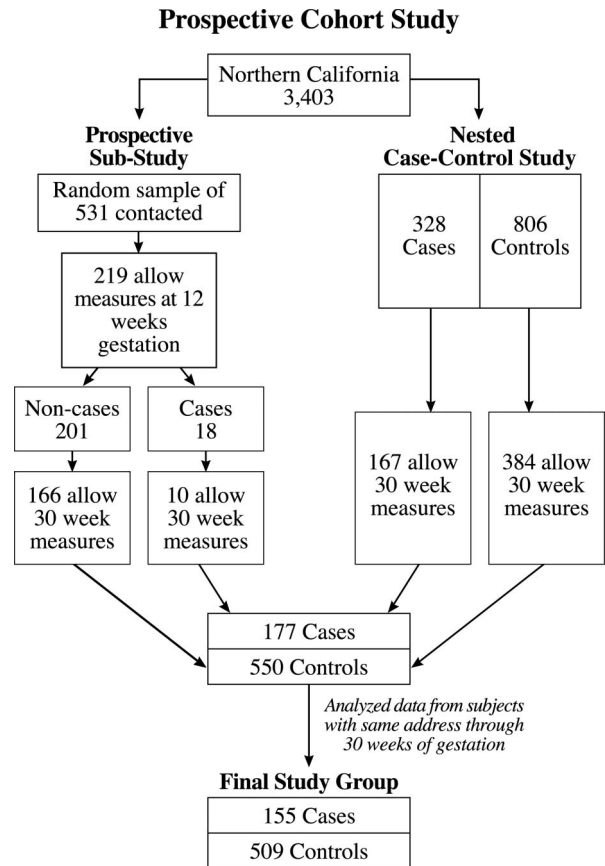 Prospective Cohort Study
Northern California
3,403
Prospective
Sub-Study
Random sample of
531 contacted
219 allow
measures at 12
weeks
gestation
Non-cases
201
Cases
18
166 allow
30 week
measures
10 allow
30 week
measures
Nested
Case-Control Study
328
Cases
806
Controls
167 allow
30 week
measures
384 allow
30 week
measures
177 Cases
550 Controls
Analyzed data from subjects
with same address through
30 weeks of gestation
Final Study Group
155 Cases
509 Controls